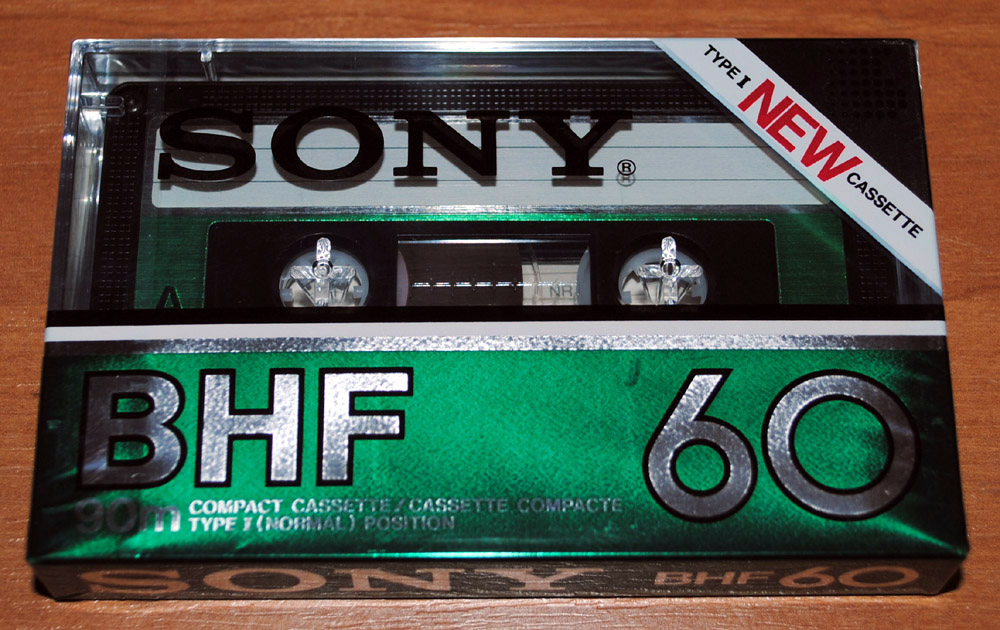 SONY®
TYPE I NEW CASSETTE
A
NR
BHF 60
90m COMPACT CASSETTE/CASSETTE COMPACTE
TYPE I (NORMAL) POSITION
SONY BHF 60